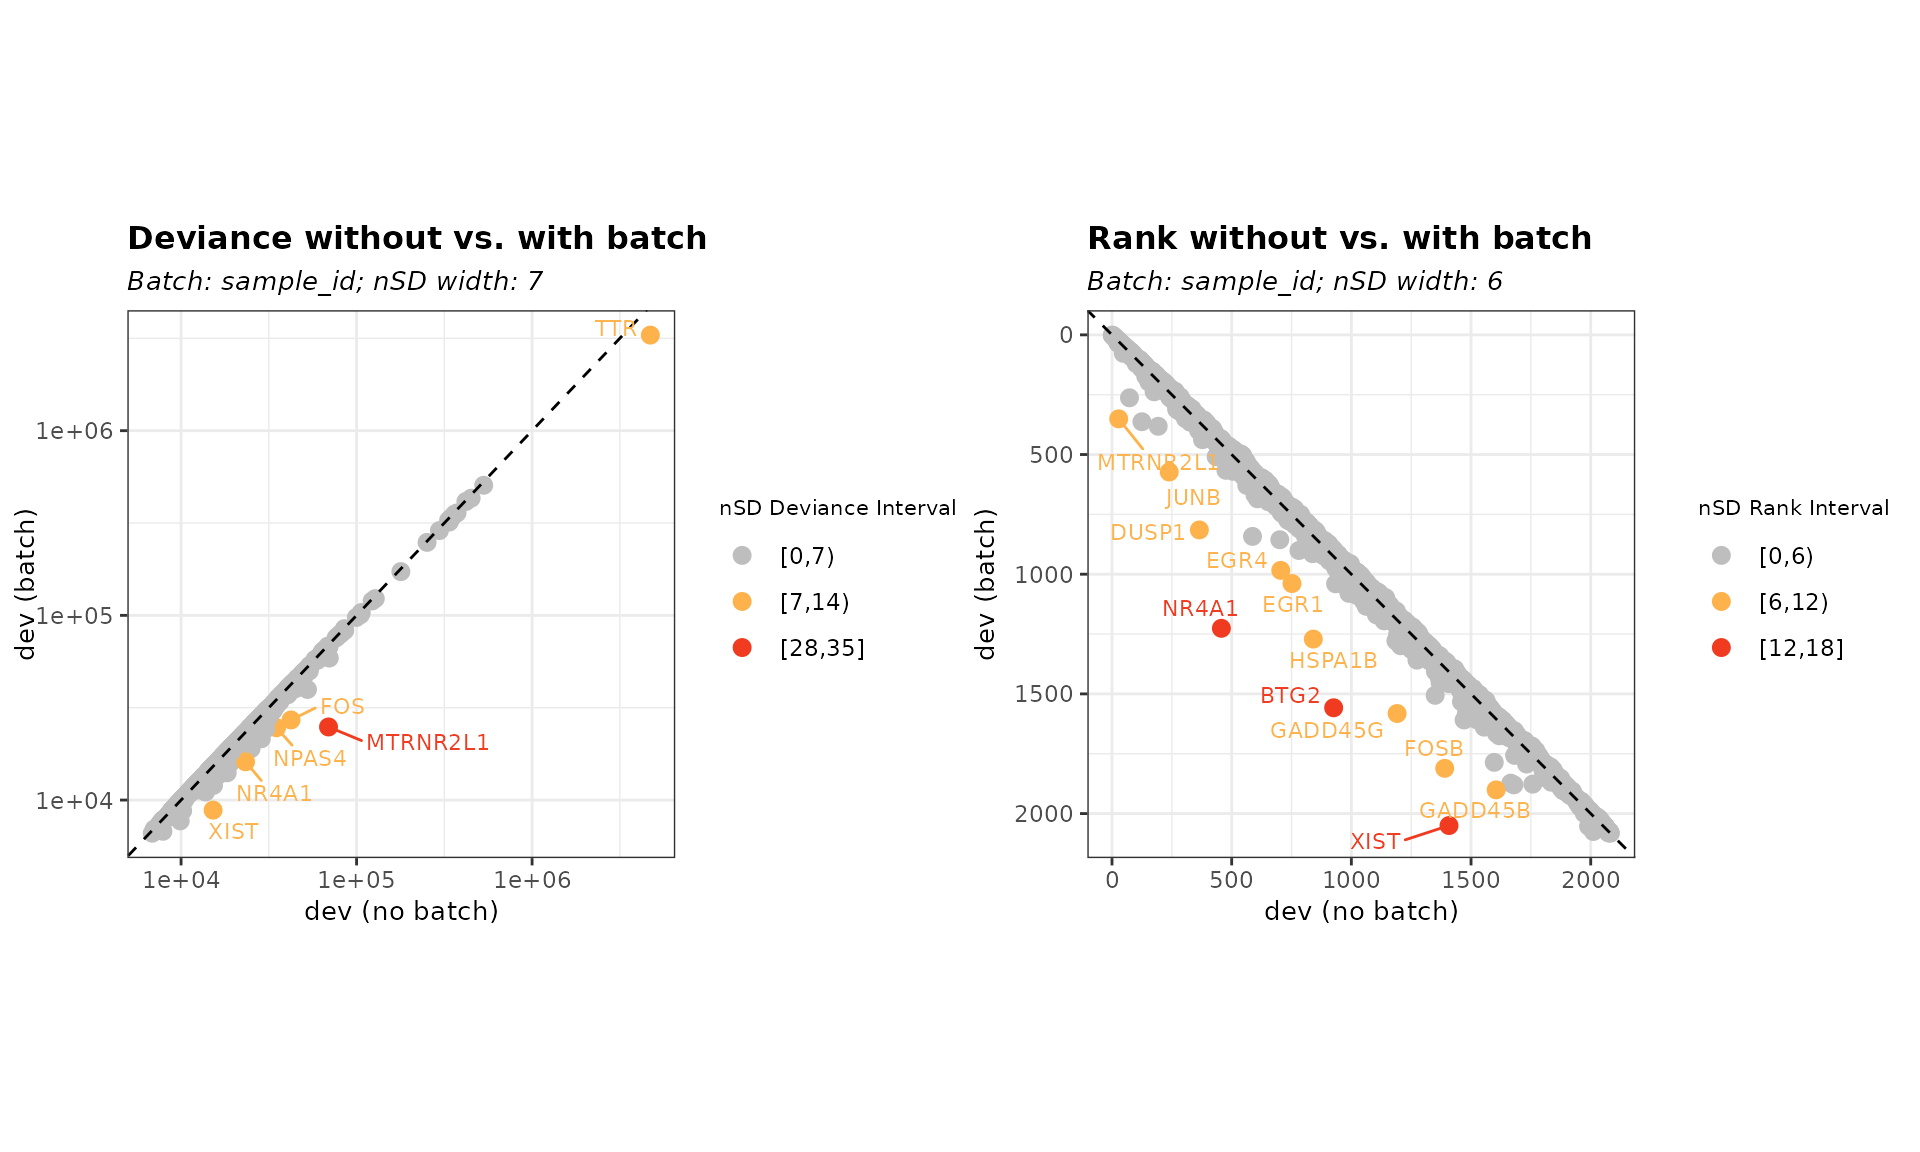 Deviance without vs. with batch
Batch: sample_id; nSD width: 7
dev (batch)
1e+06
1e+05
1e+04
TTR
FOS
MTRNR2L1
NPAS4
NR4A1
XIST
1e+04 1e+05 1e+06
dev (no batch)
nSD Deviance Interval
[0,7)
[7,14)
[28,35]
Rank without vs. with batch
Batch: sample_id; nSD width: 6
dev (batch)
0
500
1000
1500
2000
MTRNR2L1
JUNB
DUSP1
EGR4
EGR1
NR4A1
HSPA1B
BTG2
GADD45G
FOSB
GADD45B
XIST
0 500 1000 1500 2000
dev (no batch)
nSD Rank Interval
[0,6)
[6,12)
[12,18]